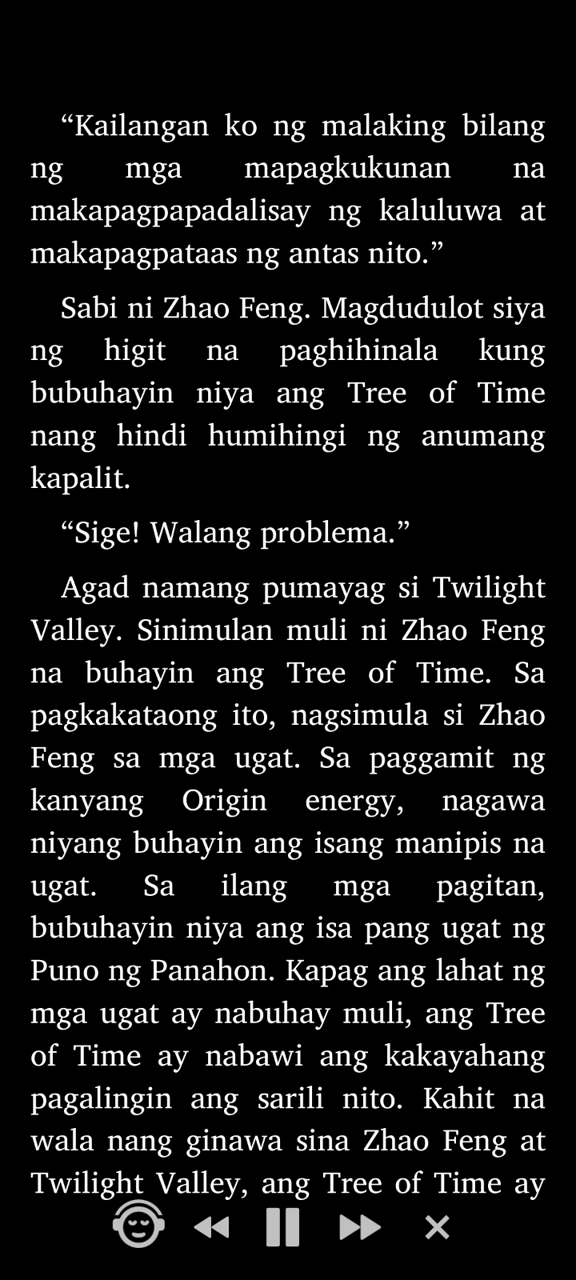 “Kailangan ko ng malaking bilang
ng mga mapagkukunan na
makapagpapadalisay ng kaluluwa at
makapagpataas ng antas nito.”
Sabi ni Zhao Feng. Magdudulot siya
ng higit na paghihinala kung
bubuhayin niya ang Tree of Time
nang hindi humihingi ng anumang
kapalit.
“Sige! Walang problema.”
Agad namang pumayag si Twilight
Valley. Sinimulan muli ni Zhao Feng
na buhayin ang Tree of Time. Sa
pagkakataong ito, nagsimula si Zhao
Feng sa mga ugat. Sa paggamit ng
kanyang Origin energy, nagawa
niyang buhayin ang isang manipis na
ugat. Sa ilang mga pagitan,
bubuhayin niya ang isa pang ugat ng
Puno ng Panahon. Kapag ang lahat ng
mga ugat ay nabuhay muli, ang Tree
of Time ay nabawi ang kakayahang
pagalingin ang sarili nito. Kahit na
wala nang ginawa sina Zhao Feng at
Twilight Valley, ang Tree of Time ay